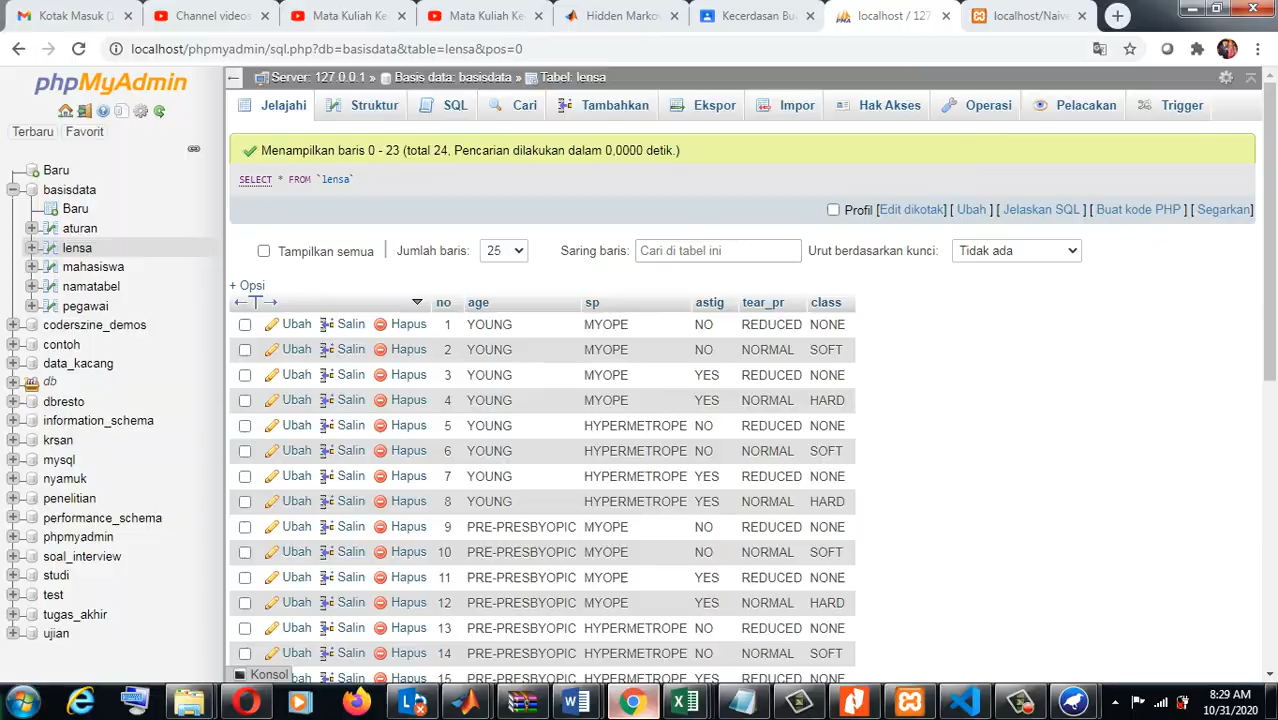 Kotak Masuk (1
Channel videos
Mata Kuliah Ke
Mata Kuliah Ke
Hidden Marko
Kecerdasan Bu
localhost / 127
localhost/Naive
localhost/phpmyadmin/sql.php?db=basisdata&table=lensa&pos=0
phpMyAdmin
Terbaru Favorit
Baru
basisdata
Baru
aturan
lensa
mahasiswa
namatabel
pegawai
coderszine_demos
contoh
data_kacang
db
dbresto
information_schema
krsan
mysql
nyamuk
penelitian
performance_schema
phpmyadmin
soal_interview
studi
test
tugas_akhir
ujian
Server: 127.0.0.1 » Basis data: basisdata » Tabel: lensa
Jelajahi Struktur SQL Cari Tambahkan Ekspor Impor Hak Akses Operasi Pelacakan Trigger
Menampilkan baris 0 - 23 (total 24, Pencarian dilakukan dalam 0,0000 detik.)
SELECT * FROM `lensa`
Profil [Edit dikotak] [ Ubah ] [ Jelaskan SQL ] [ Buat kode PHP ] [ Segarkan]
Tampilkan semua Jumlah baris: 25 Saring baris: Cari di tabel ini Urut berdasarkan kunci: Tidak ada
+ Opsi
←T→ no age sp astig tear_pr class
Ubah Salin Hapus 1 YOUNG MYOPE NO REDUCED NONE
Ubah Salin Hapus 2 YOUNG MYOPE NO NORMAL SOFT
Ubah Salin Hapus 3 YOUNG MYOPE YES REDUCED NONE
Ubah Salin Hapus 4 YOUNG MYOPE YES NORMAL HARD
Ubah Salin Hapus 5 YOUNG HYPERMETROPE NO REDUCED NONE
Ubah Salin Hapus 6 YOUNG HYPERMETROPE NO NORMAL SOFT
Ubah Salin Hapus 7 YOUNG HYPERMETROPE YES REDUCED NONE
Ubah Salin Hapus 8 YOUNG HYPERMETROPE YES NORMAL HARD
Ubah Salin Hapus 9 PRE-PRESBYOPIC MYOPE NO REDUCED NONE
Ubah Salin Hapus 10 PRE-PRESBYOPIC MYOPE NO NORMAL SOFT
Ubah Salin Hapus 11 PRE-PRESBYOPIC MYOPE YES REDUCED NONE
Ubah Salin Hapus 12 PRE-PRESBYOPIC MYOPE YES NORMAL HARD
Ubah Salin Hapus 13 PRE-PRESBYOPIC HYPERMETROPE NO REDUCED NONE
Ubah Salin Hapus 14 PRE-PRESBYOPIC HYPERMETROPE NO NORMAL SOFT
Ubah Salin Hapus 15 PRE-PRESBYOPIC HYPERMETROPE YES REDUCED NONE
Konsol
8:29 AM
10/31/2020